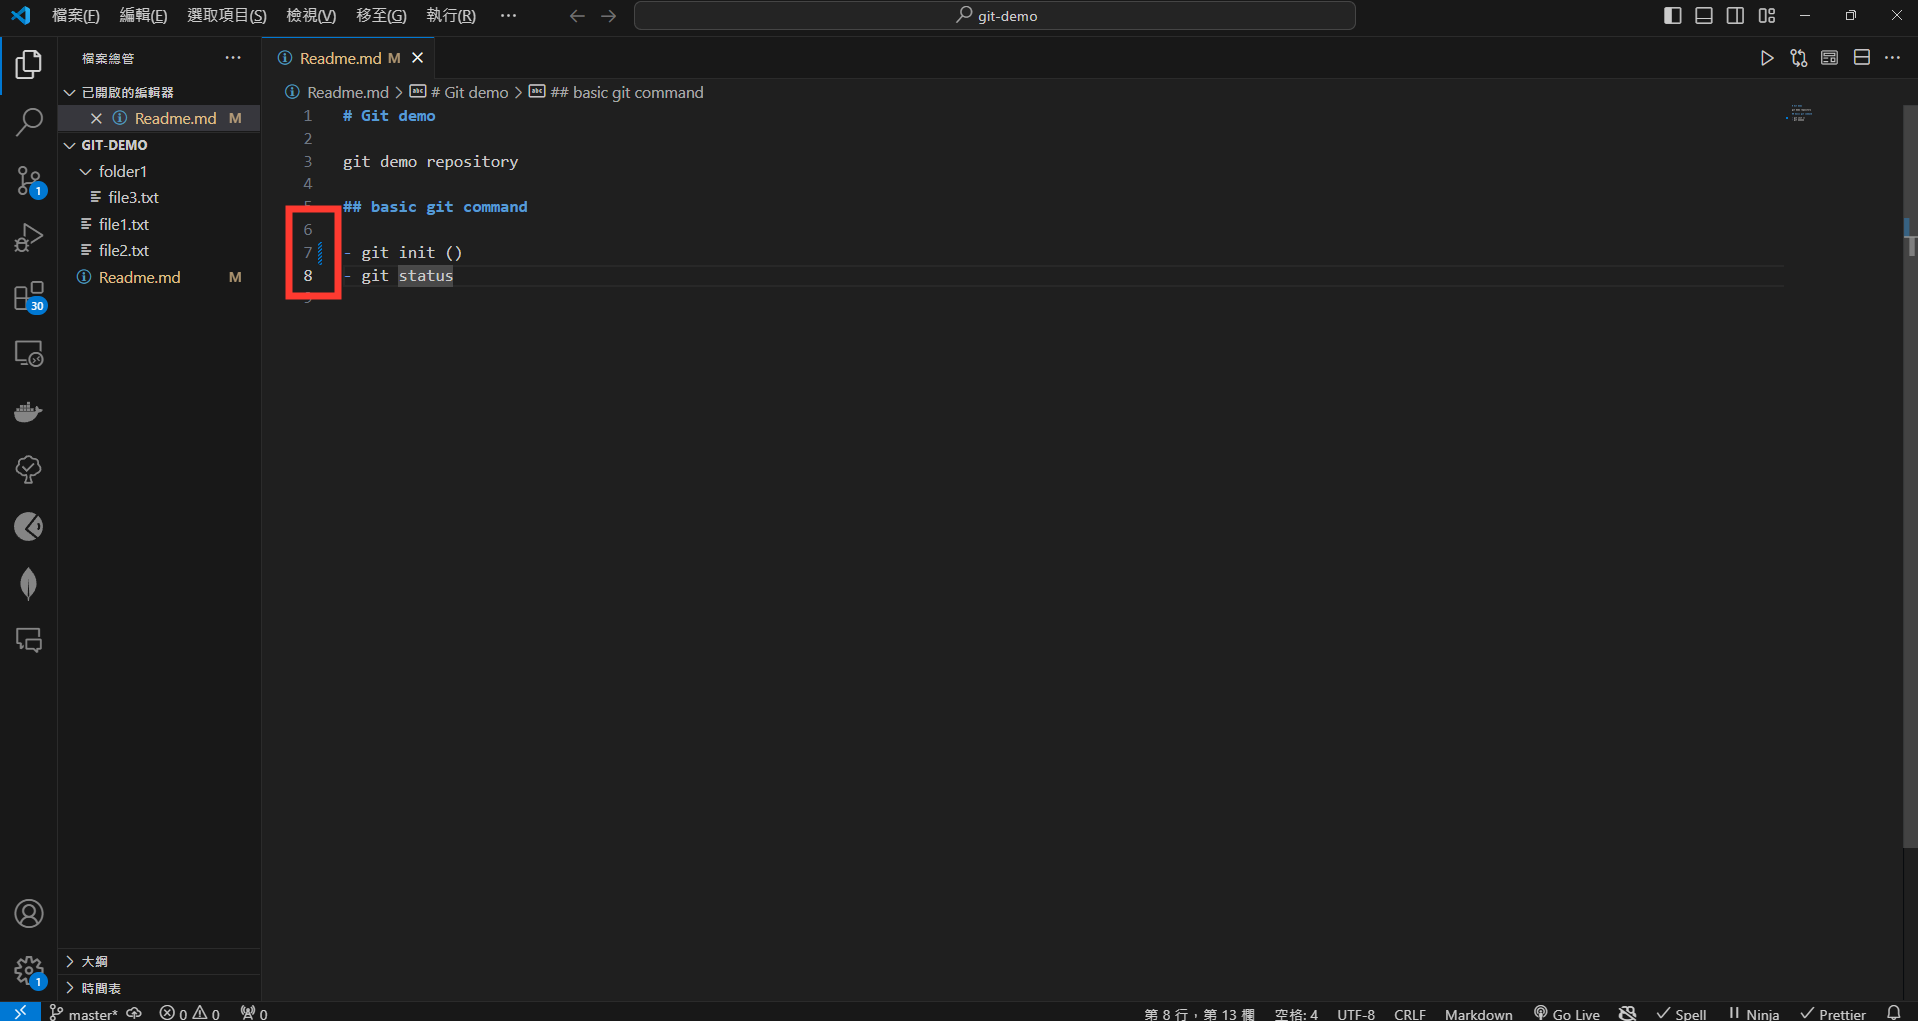 檔案(F) 編輯(E) 選取項目(S) 檢視(V) 移至(G) 執行(R) ··· git-demo
檔案總管 ···
已開啟的編輯器
Readme.md M
GIT-DEMO
folder1
file3.txt
file1.txt
file2.txt
Readme.md M
1
30
1
大綱
時間表
Readme.md M
Readme.md > # Git demo > ## basic git command
1 # Git demo
2
3 git demo repository
4
5 ## basic git command
6
7 - git init ()
8 - git status
9
master* 0 0 0 第 8 行，第 13 欄 空格: 4 UTF-8 CRLF Markdown Go Live Spell Ninja Prettier